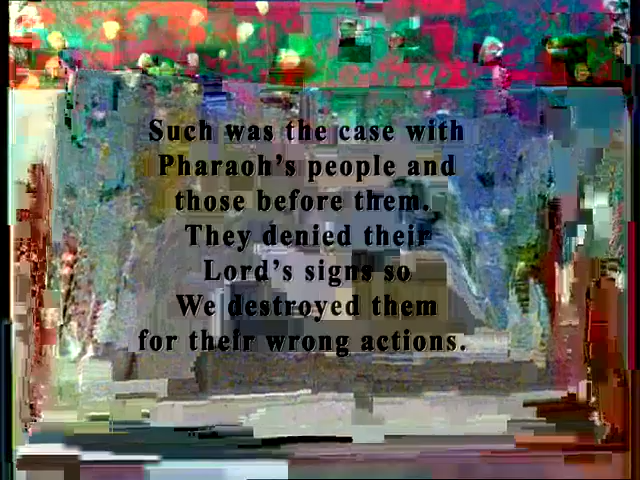 Such was the case with
Pharaoh's people and
those before them.
They denied their
Lord's signs so
We destroyed them
for their wrong actions.